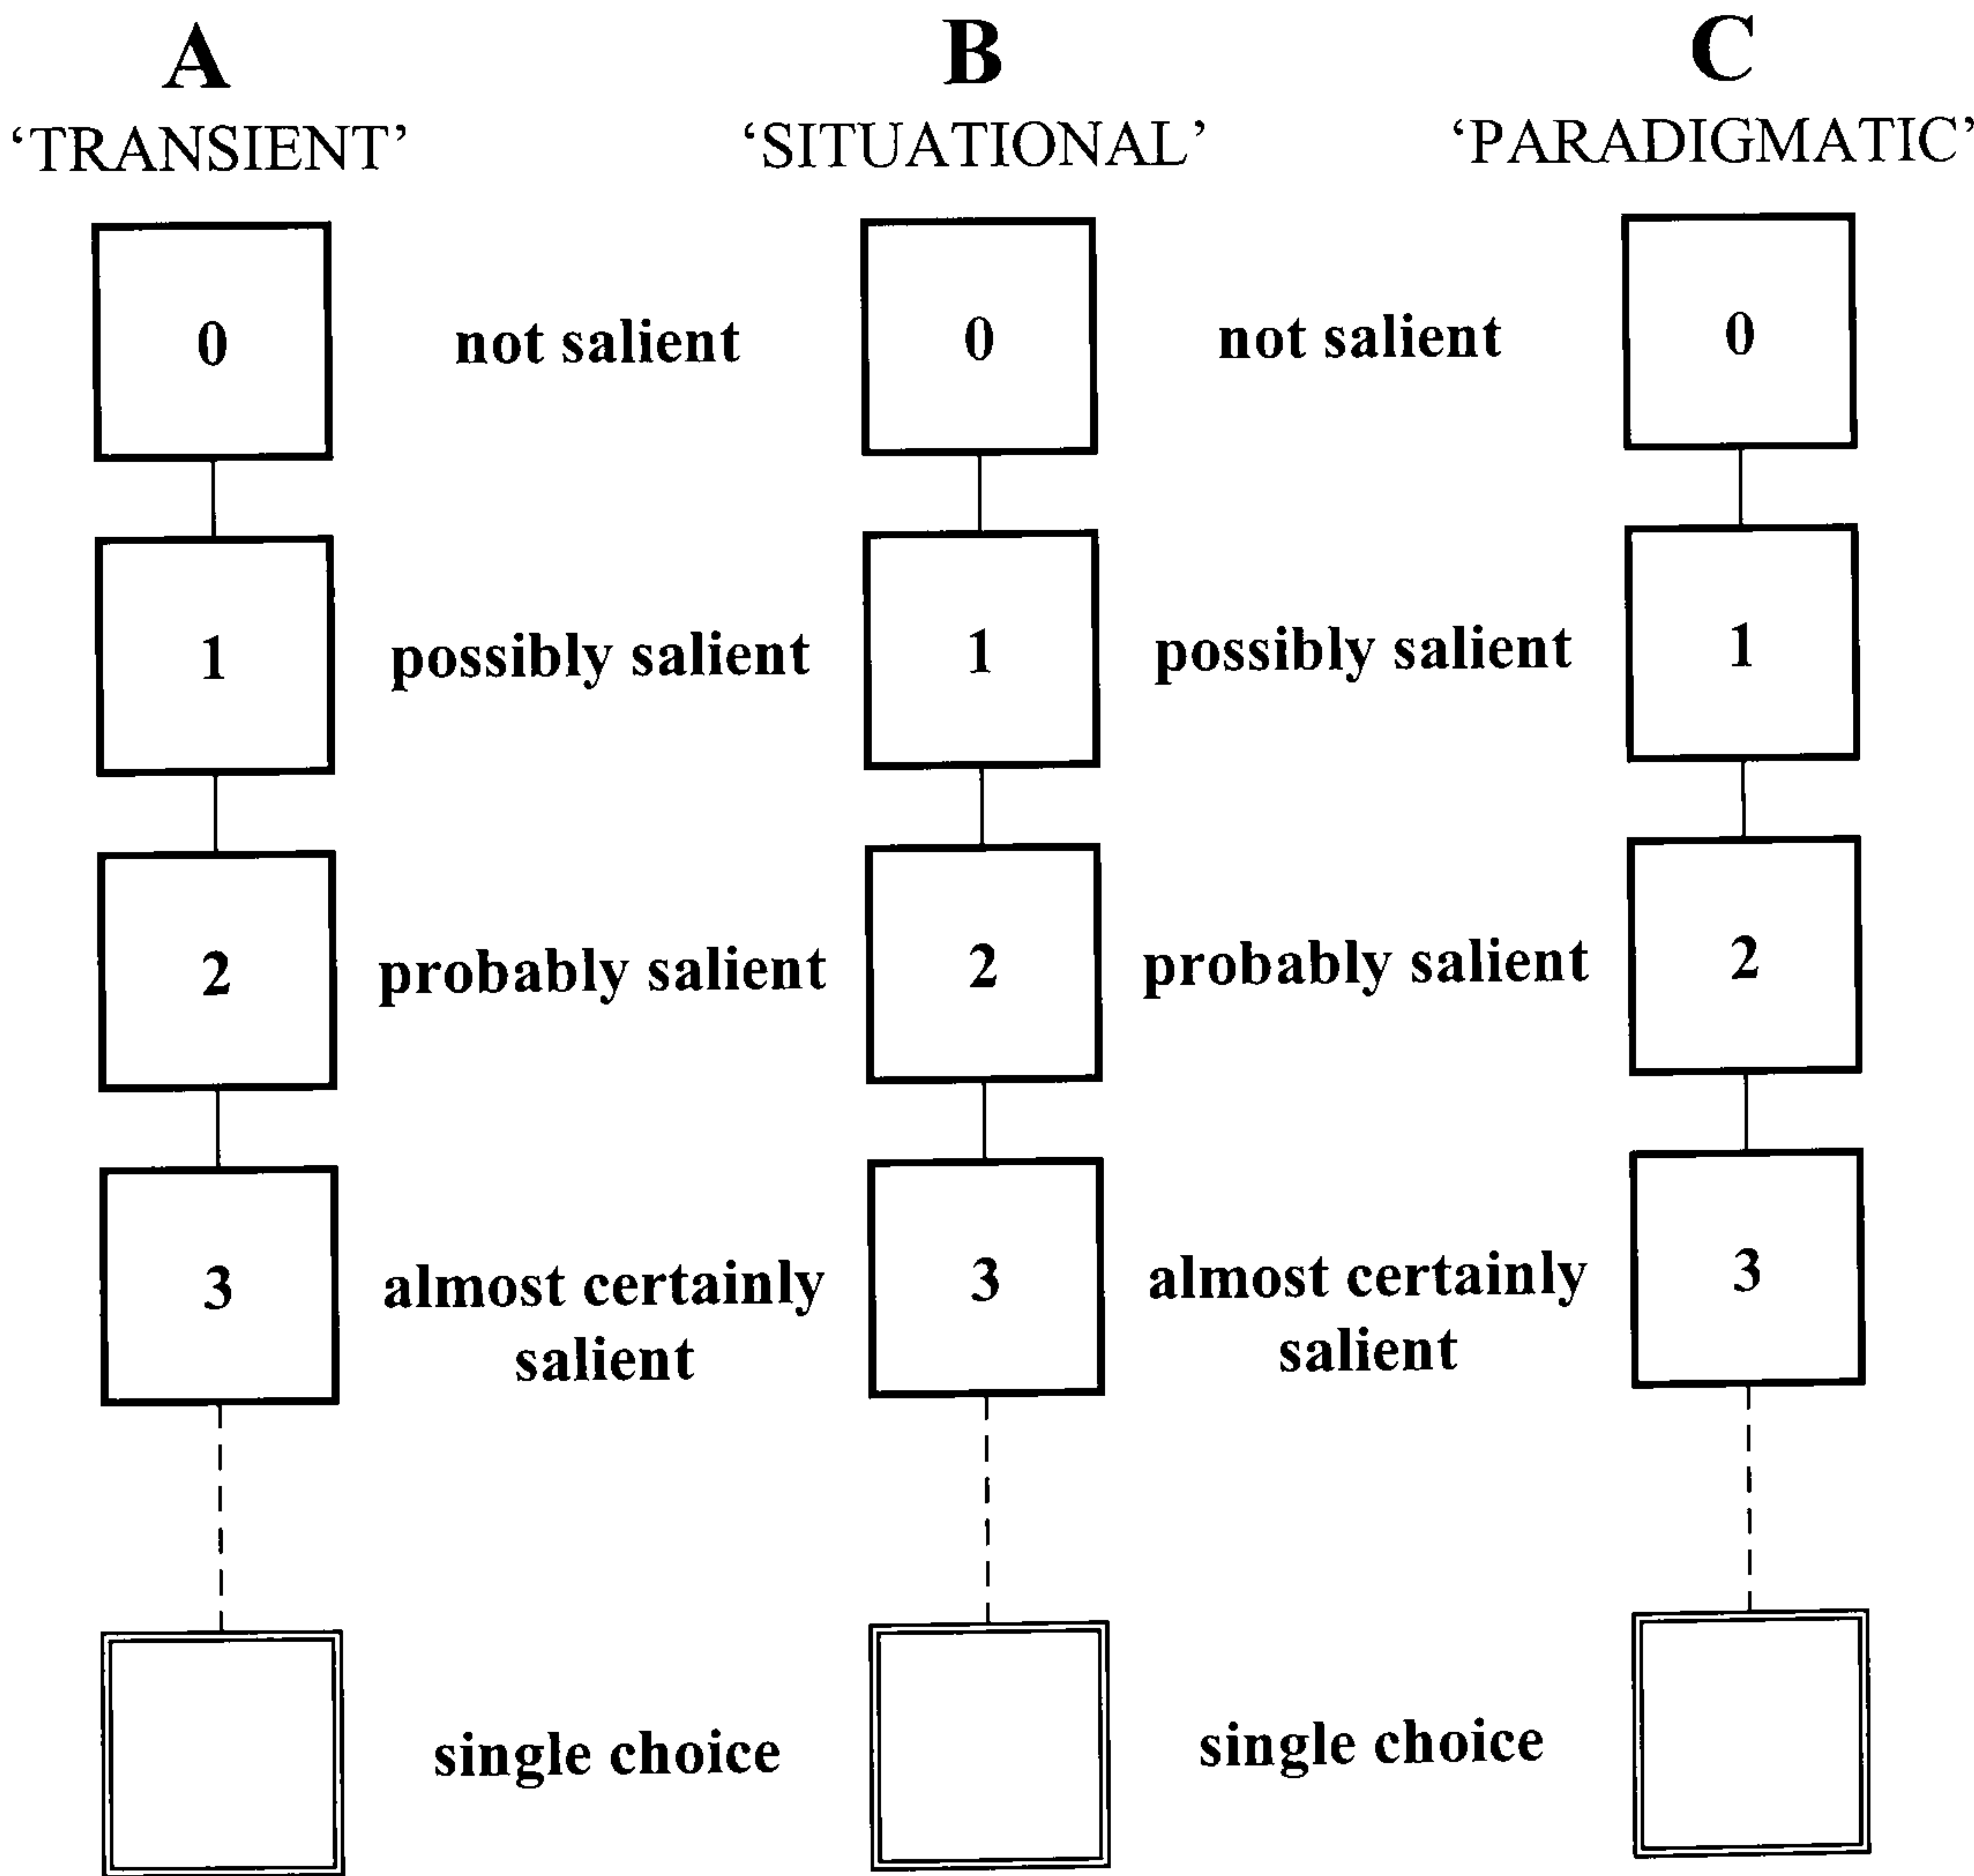 A B C
‘TRANSIENT’ ‘SITUATIONAL’ ‘PARADIGMATIC’
0 not salient 0 not salient 0
1 possibly salient 1 possibly salient 1
2 probably salient 2 probably salient 2
3 almost certainly 3 almost certainly 3
salient salient
single choice single choice